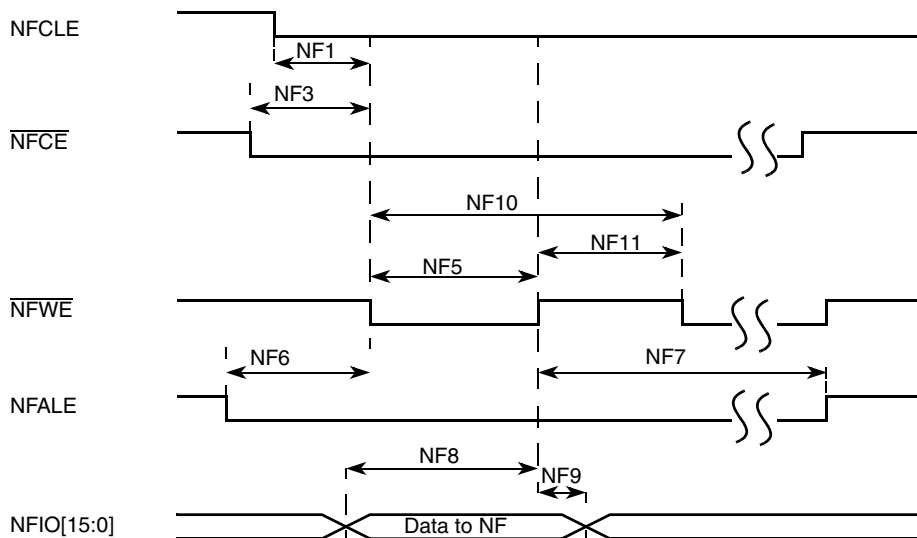 NFCLE
NF1
NF3
NFCE
NF10
NF11
NF5
NFWE
NF6
NF7
NFALE
NF8
NF9
NFIO[15:0]
Data to NF